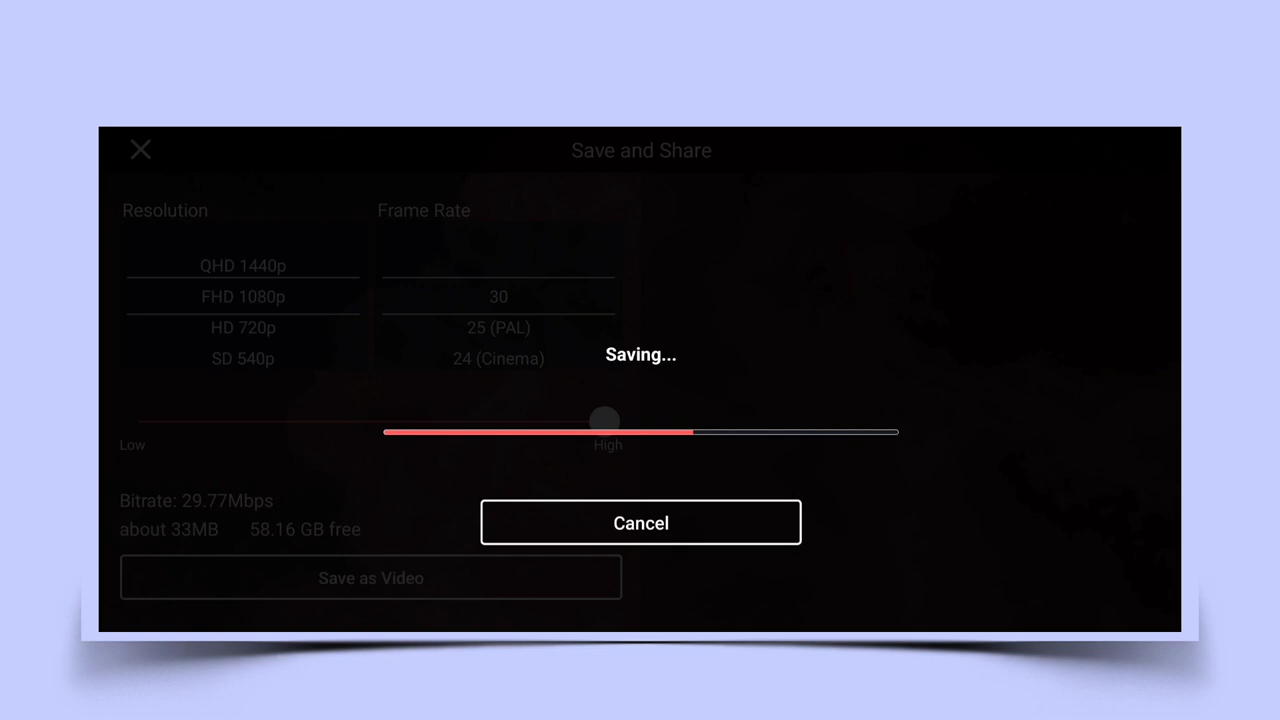 Save and Share
Resolution
Frame Rate
QHD 1440p
FHD 1080p
30
HD 720p
25 (PAL)
SD 540p
24 (Cinema)
Saving...
Low
High
Bitrate: 29.77Mbps
about 33MB 58.16 GB free
Cancel
Save as Video